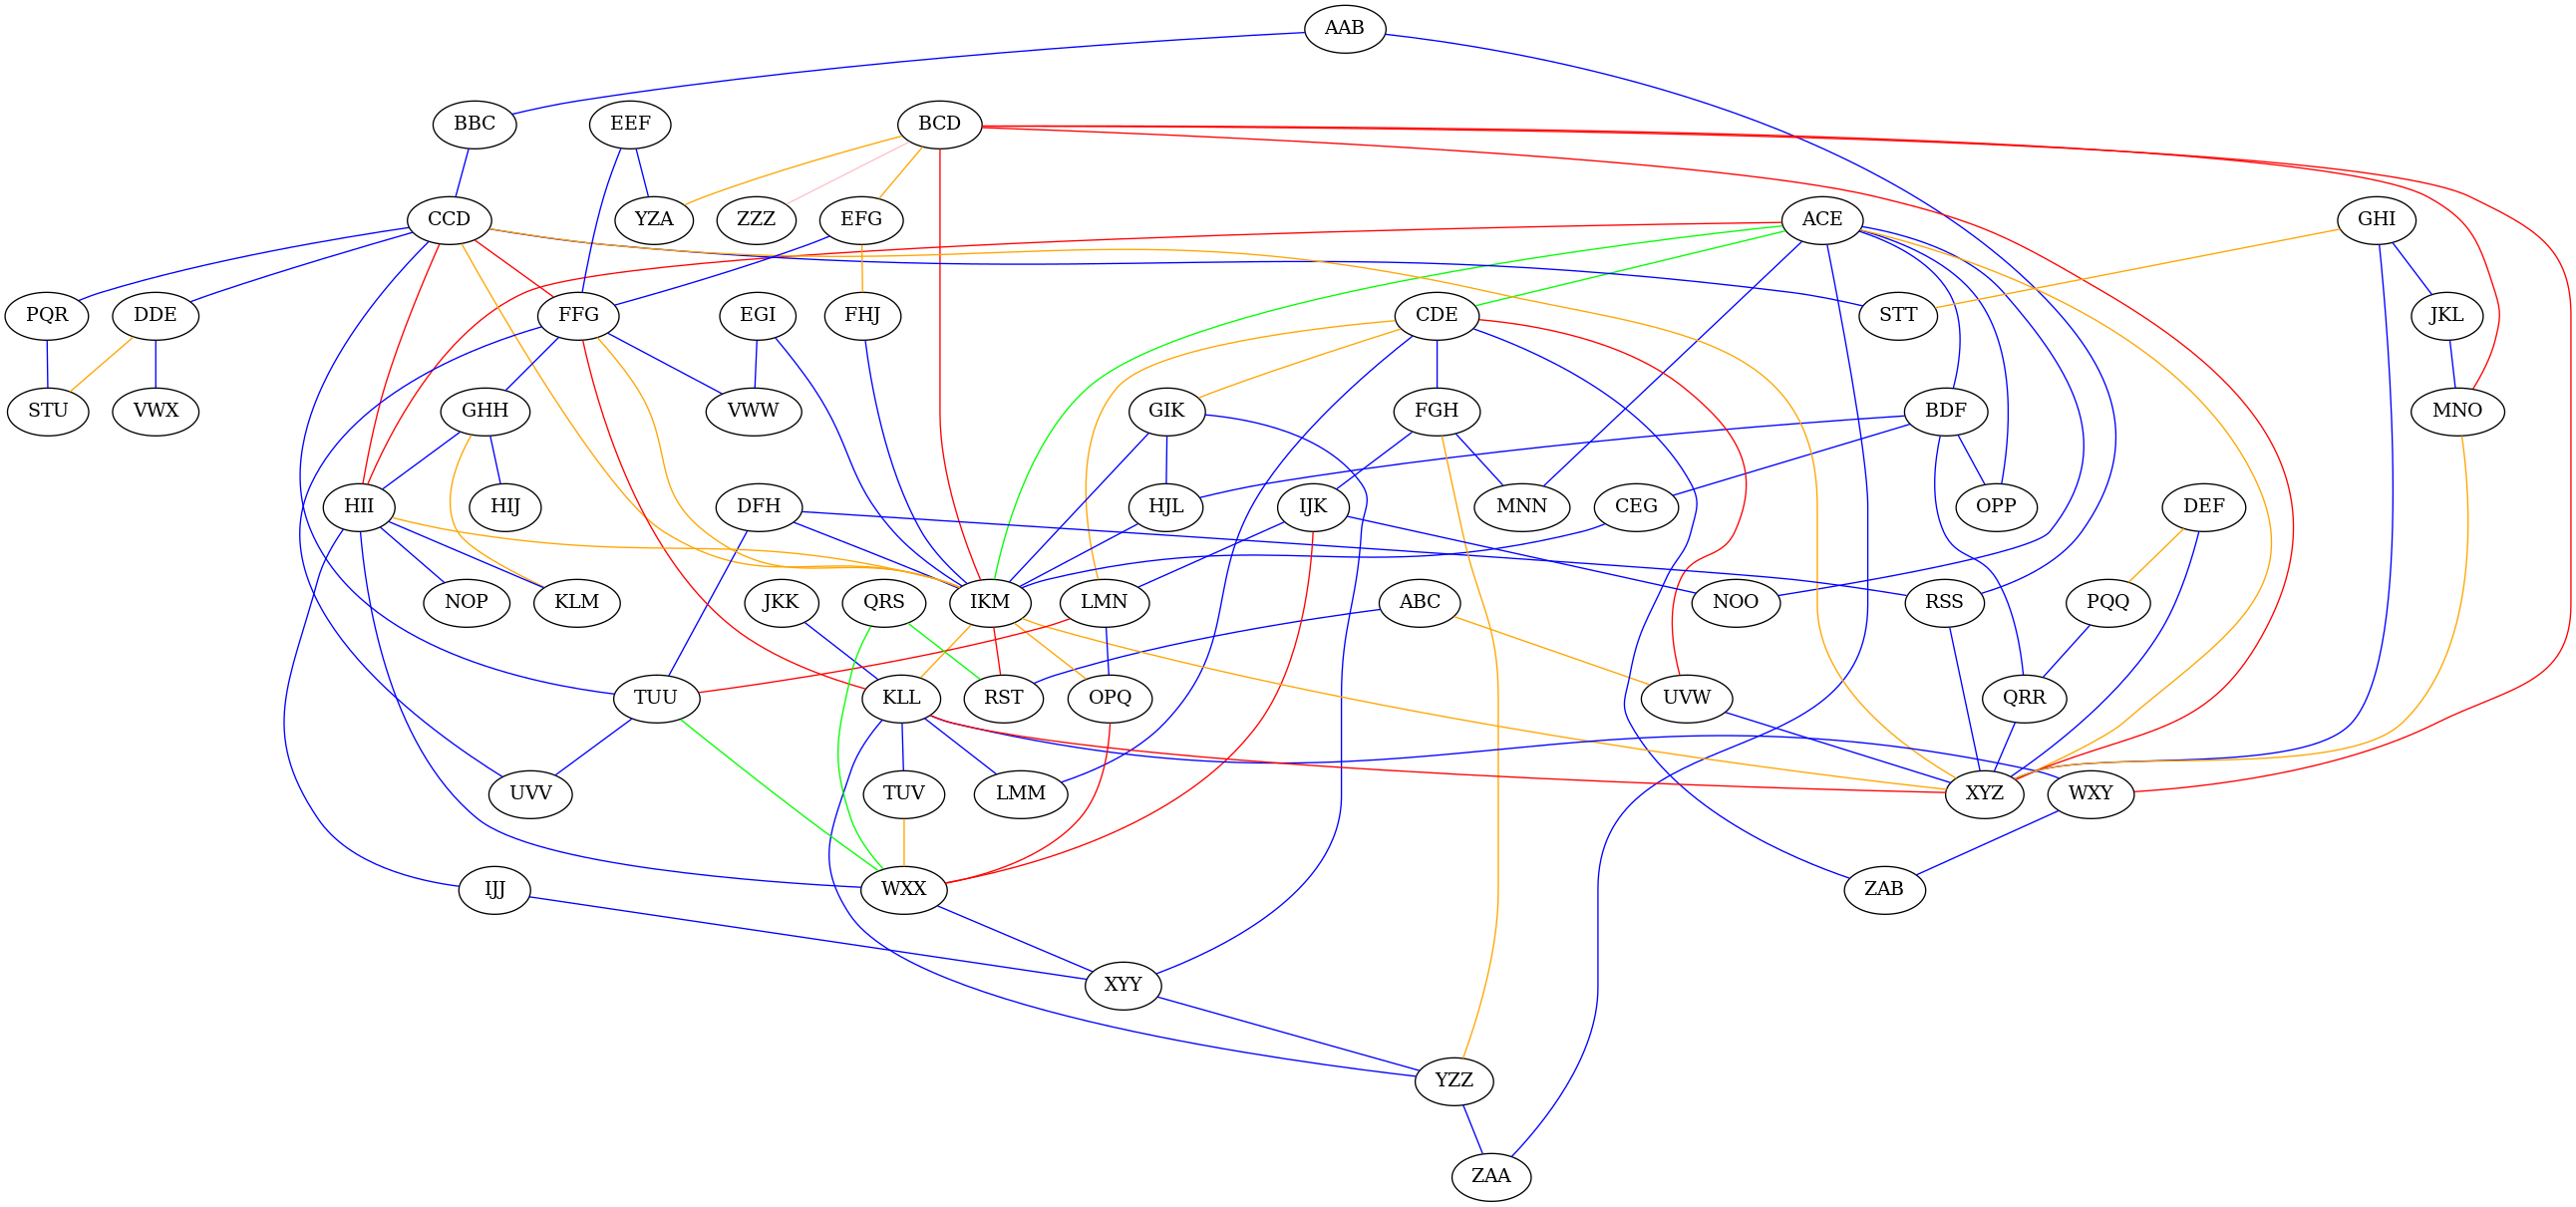 AAB
BBC
EEF
BCD
CCD
YZA
ZZZ
EFG
ACE
GHI
PQR
DDE
FFG
EGI
FHJ
CDE
STT
JKL
STU
VWX
GHH
VWW
GIK
FGH
BDF
MNO
HII
HIJ
DFH
HJL
IJK
MNN
CEG
OPP
DEF
NOP
KLM
JKK
QRS
IKM
LMN
ABC
NOO
RSS
PQQ
TUU
KLL
RST
OPQ
UVW
QRR
UVV
TUV
LMM
XYZ
WXY
IJJ
WXX
ZAB
XYY
YZZ
ZAA